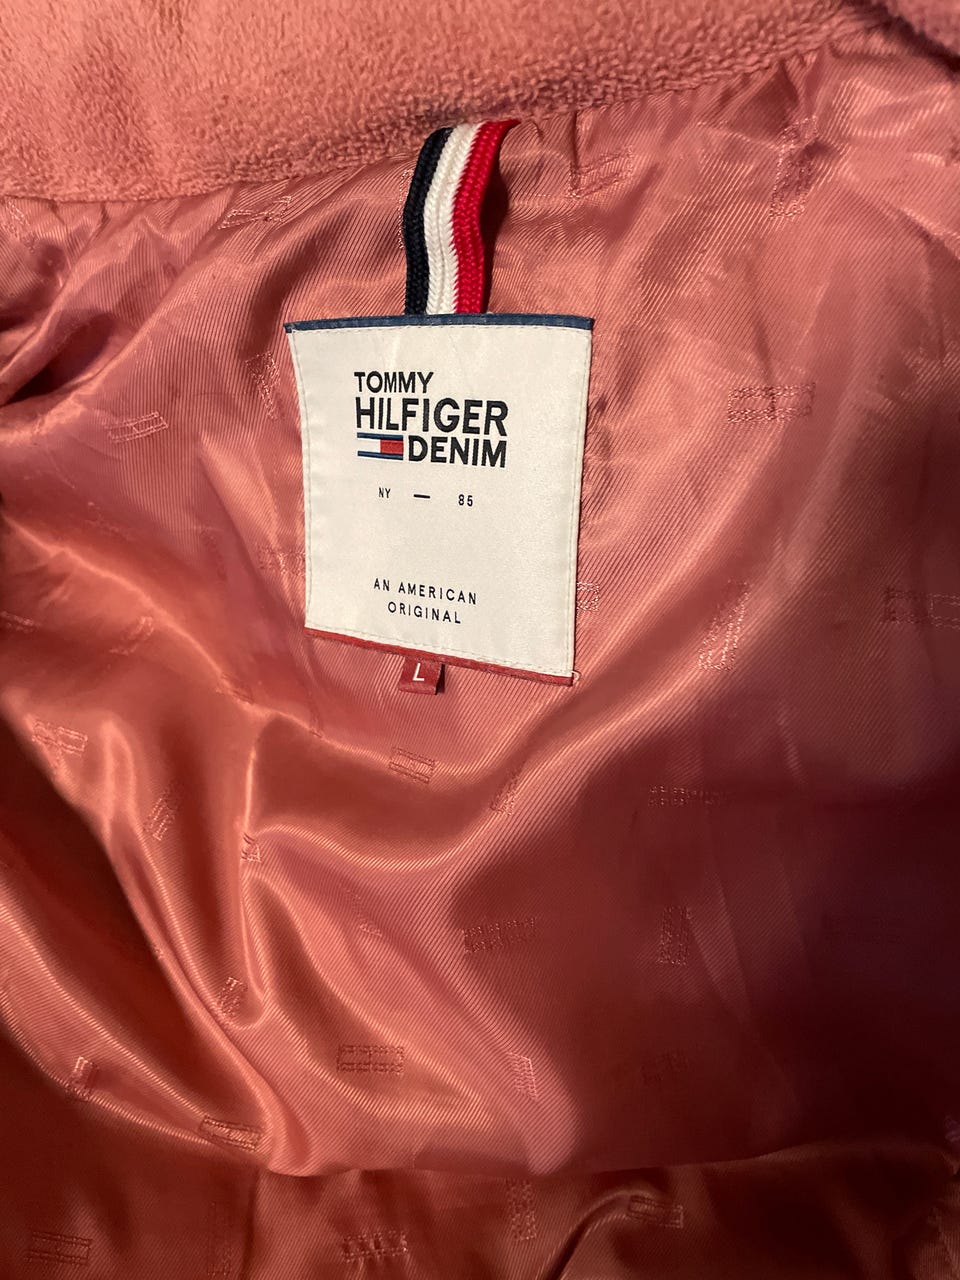 TOMMY
HILFIGER
DENIM
NY — 85
AN AMERICAN
ORIGINAL
L